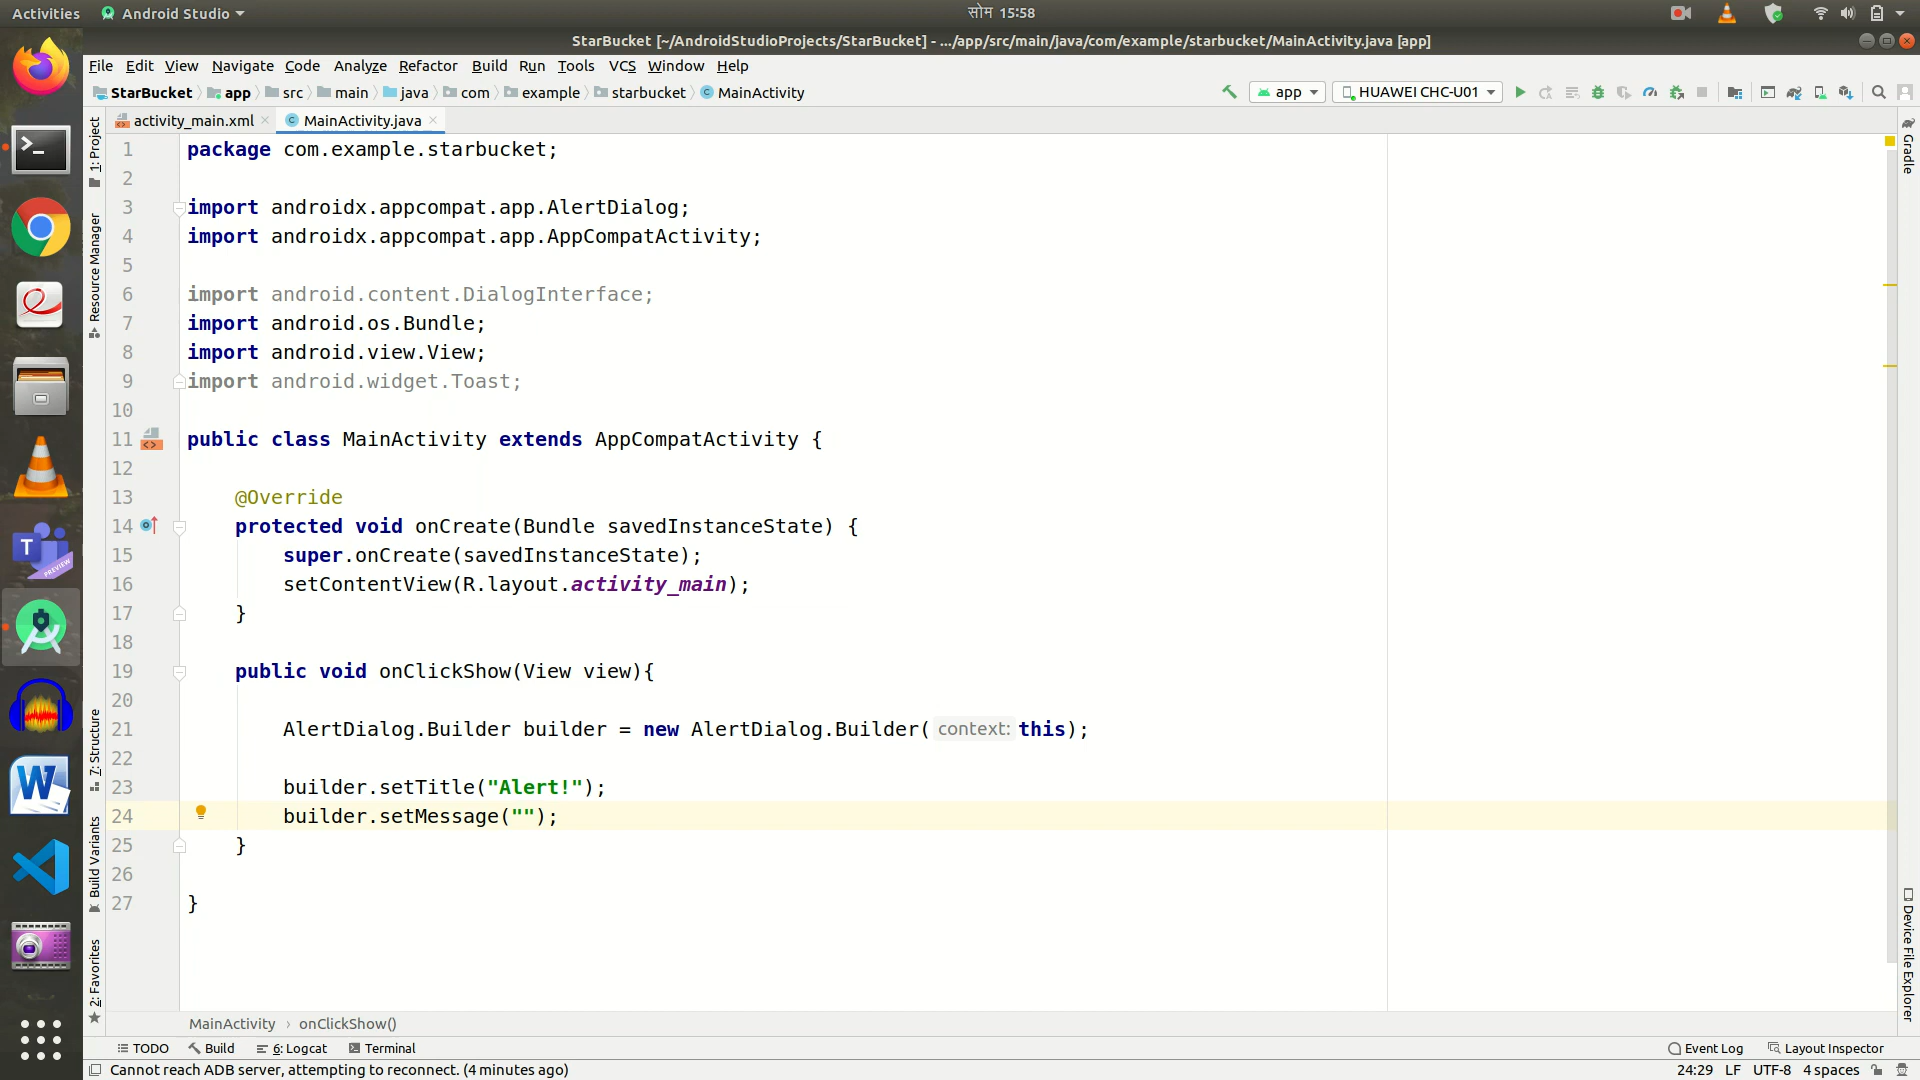 Activities Android Studio सोम 15:58
StarBucket [~/AndroidStudioProjects/StarBucket] - .../app/src/main/java/com/example/starbucket/MainActivity.java [app]
File Edit View Navigate Code Analyze Refactor Build Run Tools VCS Window Help
StarBucket app src main java com example starbucket MainActivity app HUAWEI CHC-U01
activity_main.xml MainActivity.java
1 package com.example.starbucket;
2
3 import androidx.appcompat.app.AlertDialog;
4 import androidx.appcompat.app.AppCompatActivity;
5
6 import android.content.DialogInterface;
7 import android.os.Bundle;
8 import android.view.View;
9 import android.widget.Toast;
10
11 public class MainActivity extends AppCompatActivity {
12
13 @Override
14 protected void onCreate(Bundle savedInstanceState) {
15 super.onCreate(savedInstanceState);
16 setContentView(R.layout.activity_main);
17 }
18
19 public void onClickShow(View view){
20
21 AlertDialog.Builder builder = new AlertDialog.Builder( context: this);
22
23 builder.setTitle("Alert!");
24 builder.setMessage("");
25 }
26
27 }
1: Project
Resource Manager
7: Structure
Build Variants
2: Favorites
Gradle
Device File Explorer
MainActivity › onClickShow()
TODO Build 6: Logcat Terminal Event Log Layout Inspector
Cannot reach ADB server, attempting to reconnect. (4 minutes ago) 24:29 LF UTF-8 4 spaces